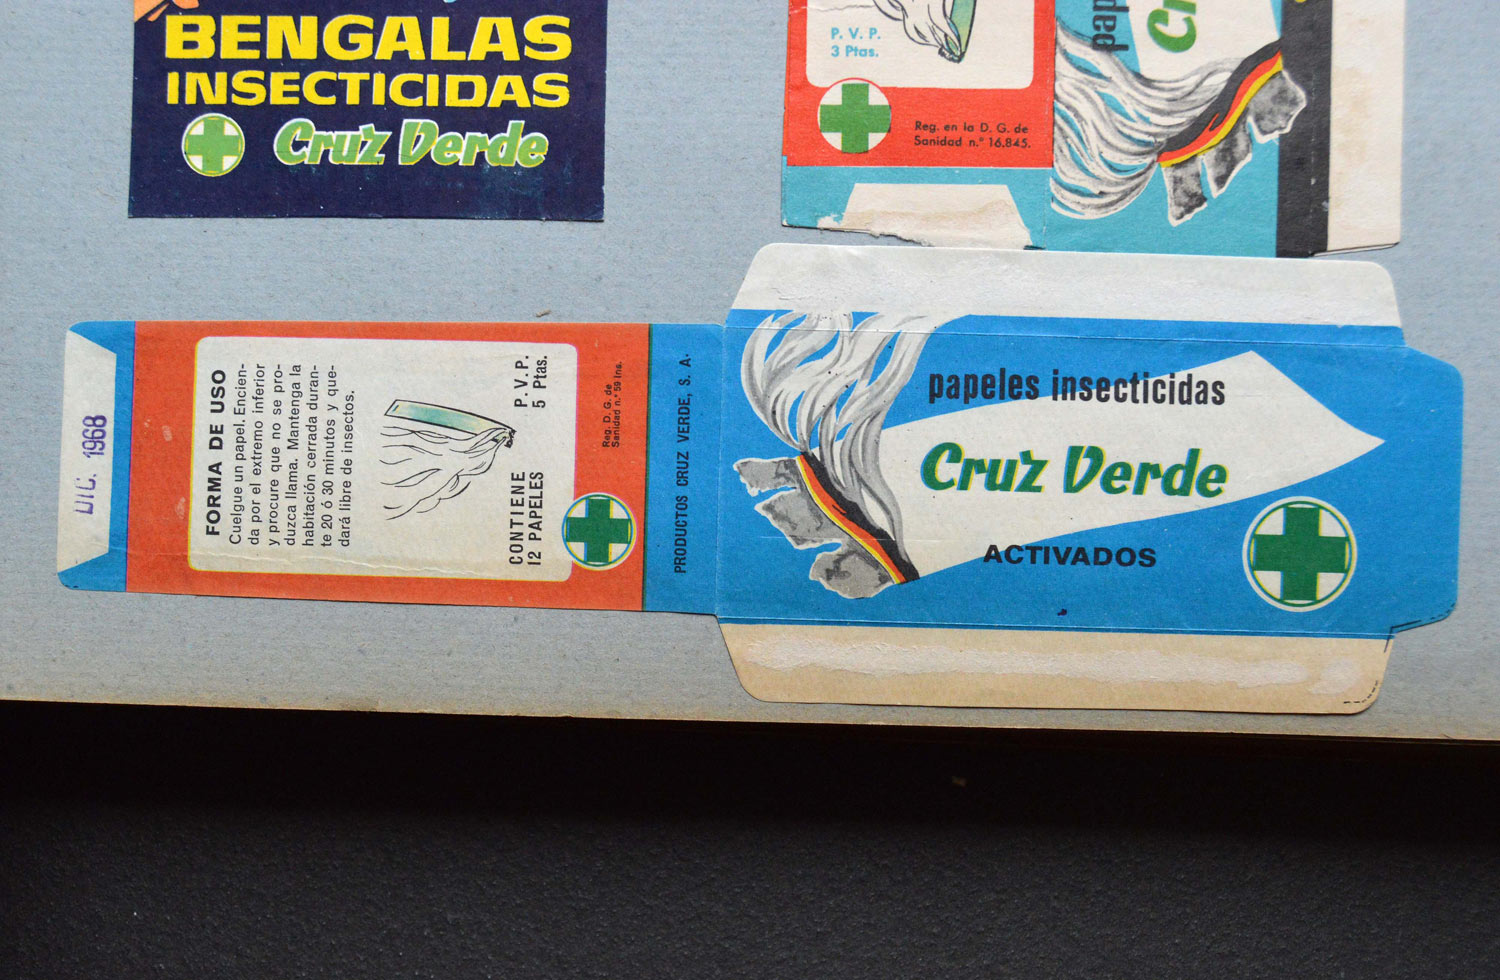 BENGALAS
INSECTICIDAS
Cruz Verde
P. V. P.
3 Ptas.
Reg. en la D. G. de
Sanidad n.º 16.845.
DIC. 1968
FORMA DE USO
Cuelgue un papel. Encien-
da por el extremo inferior
y procure que no se pro-
duzca llama. Mantenga la
habitación cerrada duran-
te 20 ó 30 minutos y que-
dará libre de insectos.
CONTIENE
12 PAPELES
P. V. P.
5 Ptas.
Reg. D. G. de
Sanidad n.º 59 Ins.
PRODUCTOS CRUZ VERDE, S. A.
papeles insecticidas
Cruz Verde
ACTIVADOS